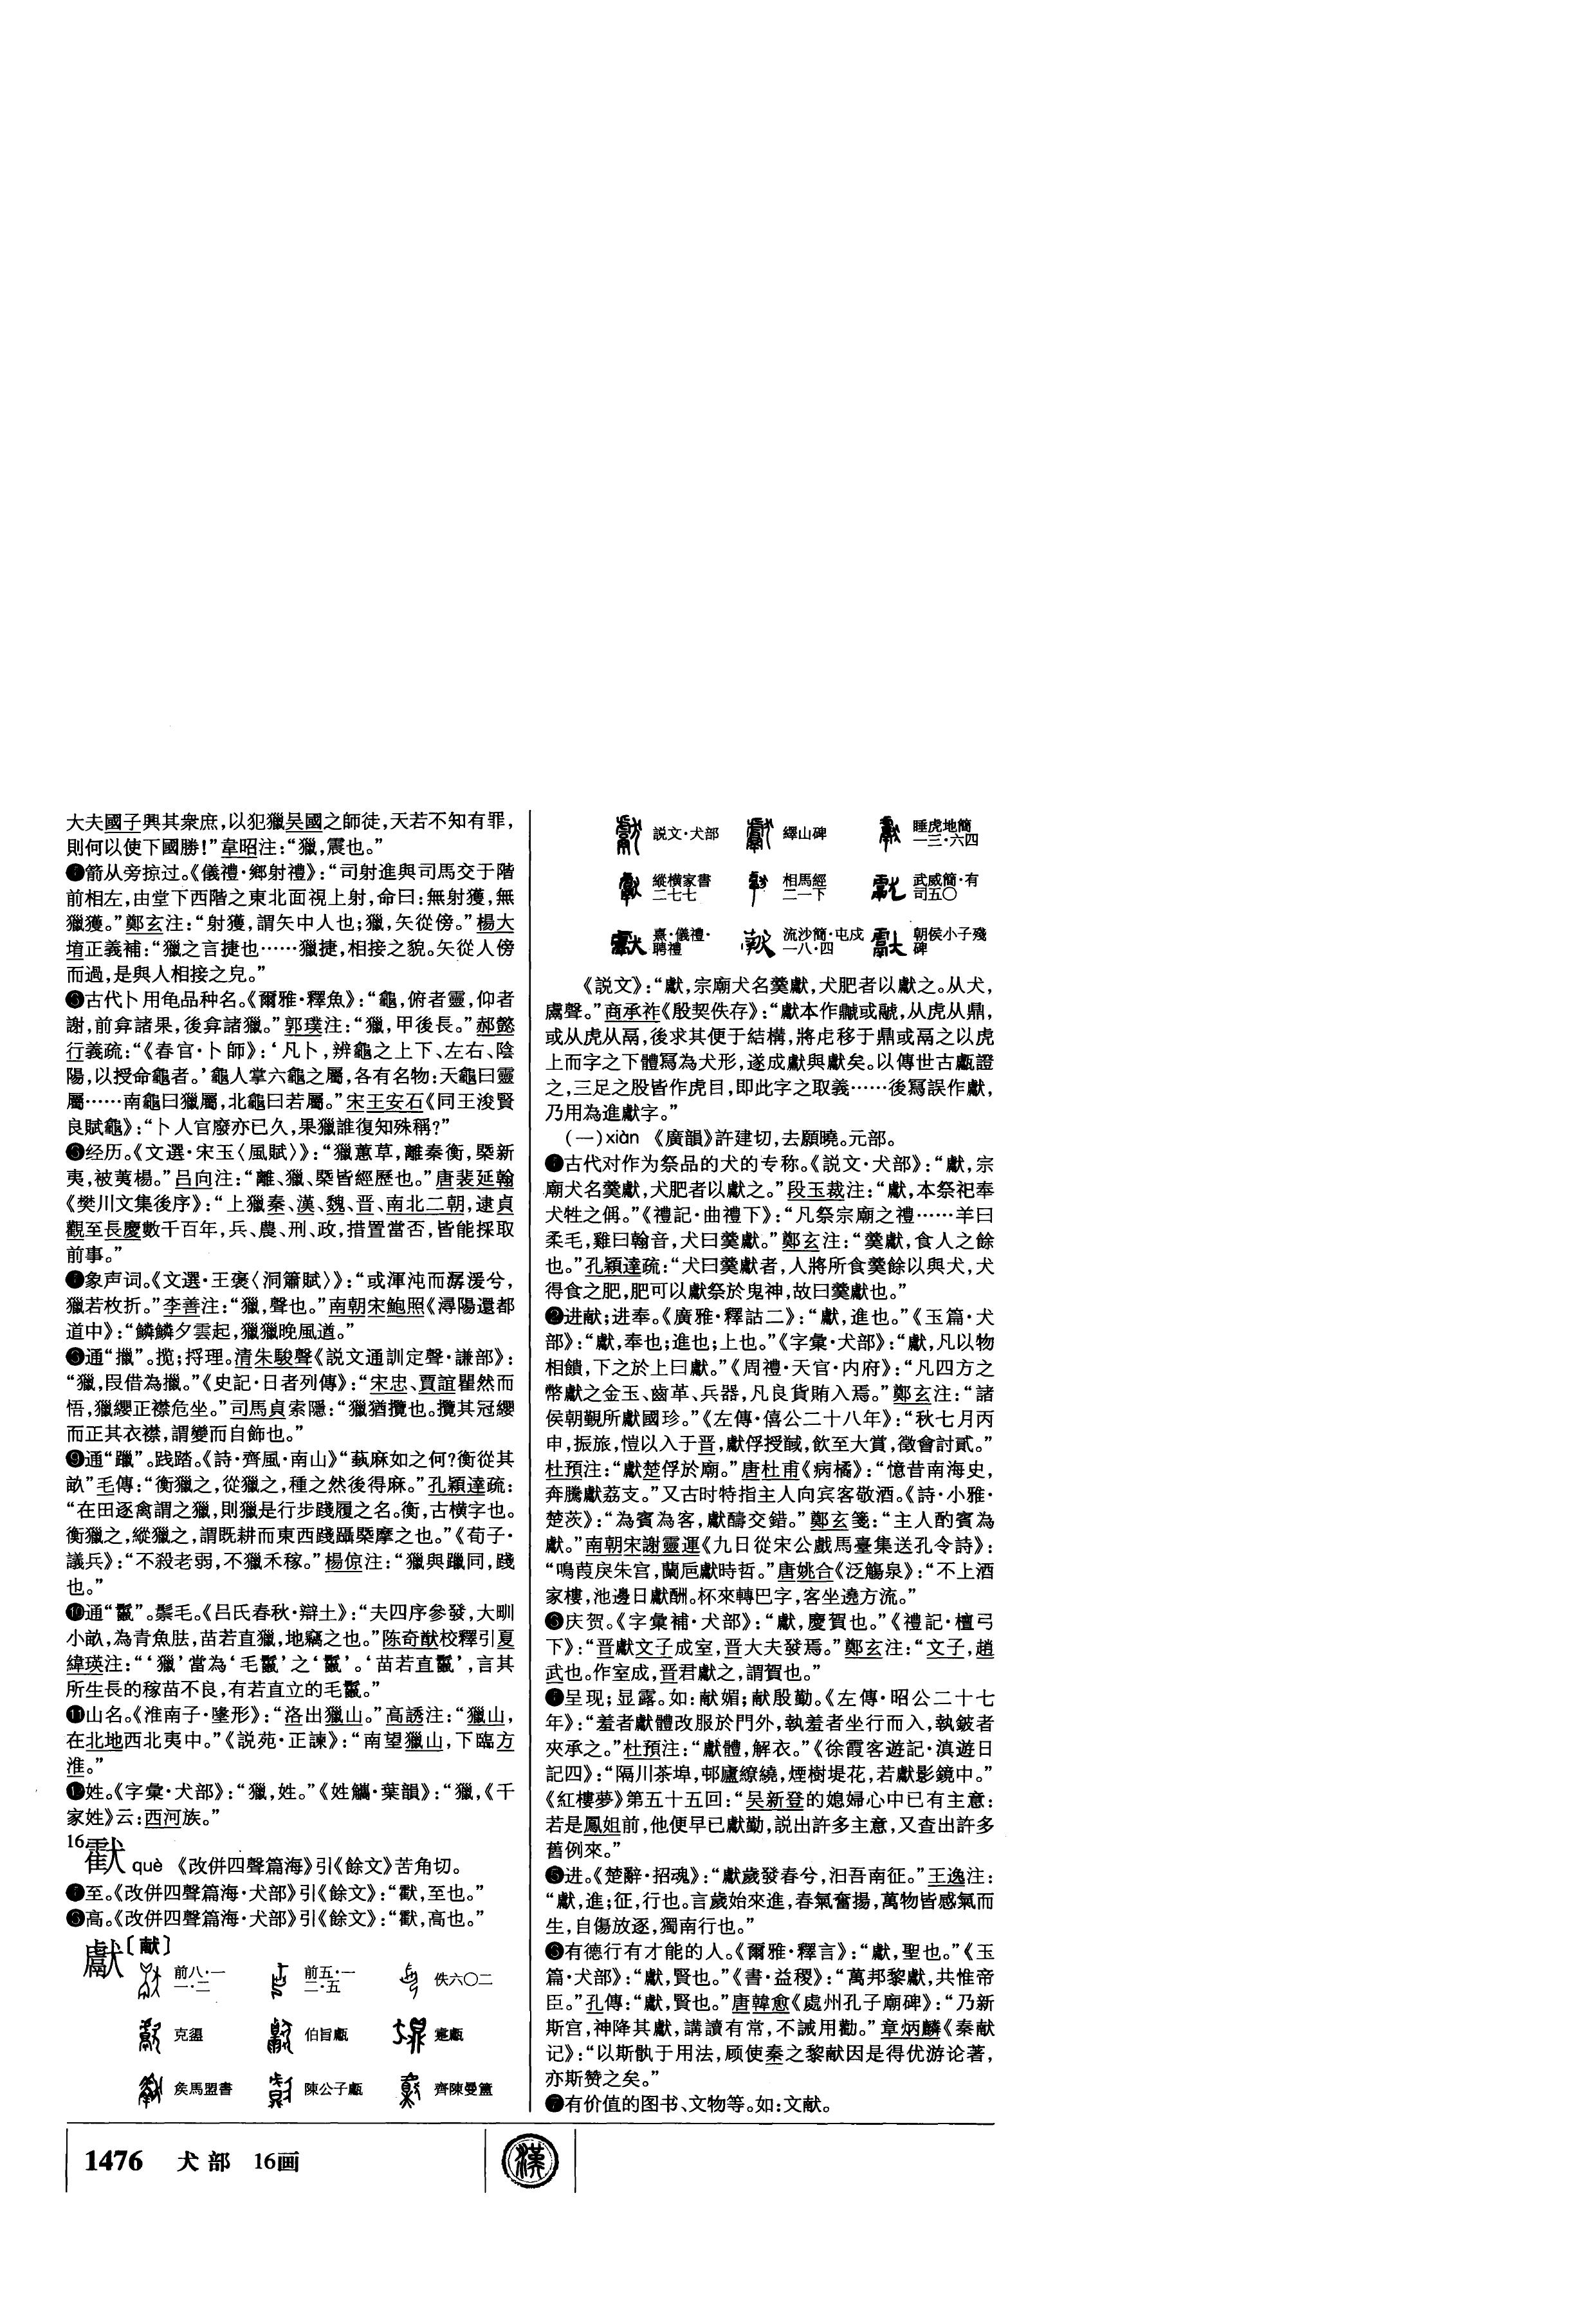 大夫國子興其衆庶,以犯獵吴國之師徒,天若不知有罪,
則何以使下國勝!”韋昭注:“獵,震也。”
箭从旁掠过。《儀禮·鄉射禮》:“司射進與司馬交于階
前相左,由堂下西階之東北面視上射,命曰:無射獲,無
獵獲。”鄭玄注:“射獲,謂矢中人也;獵,矢從傍。”楊大
堉正義補:“獵之言捷也……獵捷,相接之貌。矢從人傍
而過,是與人相接之皃。”
古代卜用龟品种名。《爾雅·釋魚》:“龜,俯者靈,仰者
謝,前弇諸果,後弇諸獵。”郭璞注:“獵,甲後長。”郝懿
行義疏:“《春官·卜師》:‘凡卜,辨龜之上下、左右、陰
陽,以授命龜者。’龜人掌六龜之屬,各有名物:天龜曰靈
屬……南龜曰獵屬,北龜曰若屬。”宋王安石《同王浚賢
良賦龜》:“卜人官廢亦已久,果獵誰復知殊稱?”
经历。《文選·宋玉〈風賦〉》:“獵蕙草,離秦衡,槩新
夷,被荑楊。”吕向注:“離、獵、槩皆經歷也。”唐裴延翰
《樊川文集後序》:“上獵秦、漢、魏、晋、南北二朝,逮貞
觀至長慶數千百年,兵、農、刑、政,措置當否,皆能採取
前事。”
象声词。《文選·王褒〈洞簫賦〉》:“或渾沌而潺湲兮,
獵若枚折。”李善注:“獵,聲也。”南朝宋鮑照《潯陽還都
道中》:“鱗鱗夕雲起,獵獵晚風遒。”
通“擸”。揽;捋理。清朱駿聲《説文通訓定聲·謙部》:
“獵,叚借為擸。”《史記·日者列傳》:“宋忠、賈誼瞿然而
悟,獵纓正襟危坐。”司馬貞索隱:“獵猶攬也。攬其冠纓
而正其衣襟,謂變而自飾也。”
❾通“躐”。践踏。《詩·齊風·南山》“蓺麻如之何?衡從其
畝”毛傳:“衡獵之,從獵之,種之然後得麻。”孔穎達疏:
“在田逐禽謂之獵,則獵是行步踐履之名。衡,古横字也。
衡獵之,縱獵之,謂既耕而東西踐躡槩摩之也。”《荀子·
議兵》:“不殺老弱,不獵禾稼。”楊倞注:“獵與躐同,踐
也。”
❿通“鬣”。鬃毛。《吕氏春秋·辯土》:“夫四序參發,大甽
小畝,為青魚胠,苗若直獵,地竊之也。”陈奇猷校釋引夏
緯瑛注:“‘獵’當為‘毛鬣’之‘鬣’。‘苗若直鬣’,言其
所生長的稼苗不良,有若直立的毛鬣。”
⓫山名。《淮南子·墬形》:“洛出獵山。”高誘注:“獵山,
在北地西北夷中。”《説苑·正諫》:“南望獵山,下臨方
淮。”
⓬姓。《字彙·犬部》:“獵,姓。”《姓觿·葉韻》:“獵,《千
家姓》云:西河族。”
16
㹊 què 《改併四聲篇海》引《餘文》苦角切。
至。《改併四聲篇海·犬部》引《餘文》:“㹊,至也。”
高。《改併四聲篇海·犬部》引《餘文》:“㹊,高也。”
獻〔献〕
前八·一一·二 前五·一二·五 佚六〇二
克盨 伯旨甗 寠甗
矦馬盟書 陳公子甗 齊陳曼簠
1476 犬部 16画
漢
説文·犬部 繹山碑 睡虎地簡一三·六四
縱横家書二七七 相馬經二一下 武威簡·有司五〇
熹·儀禮·聘禮 流沙簡·屯戍一八·四 朝侯小子殘碑
《説文》:“獻,宗廟犬名羹獻,犬肥者以獻之。从犬,
鬳聲。”商承祚《殷契佚存》:“獻本作鼑或䖘,从虎从鼎,
或从虎从鬲,後求其便于結構,將虍移于鼎或鬲之以虎
上而字之下體寫為犬形,遂成獻與獻矣。以傳世古甗證
之,三足之股皆作虎目,即此字之取義……後寫誤作獻,
乃用為進獻字。”
(一)xiàn 《廣韻》許建切,去願曉。元部。
古代对作为祭品的犬的专称。《説文·犬部》:“獻,宗
廟犬名羹獻,犬肥者以獻之。”段玉裁注:“獻,本祭祀奉
犬牲之偁。”《禮記·曲禮下》:“凡祭宗廟之禮……羊曰
柔毛,雞曰翰音,犬曰羹獻。”鄭玄注:“羹獻,食人之餘
也。”孔穎達疏:“犬曰羹獻者,人將所食羹餘以與犬,犬
得食之肥,肥可以獻祭於鬼神,故曰羹獻也。”
❷进献;进奉。《廣雅·釋詁二》:“獻,進也。”《玉篇·犬
部》:“獻,奉也;進也;上也。”《字彙·犬部》:“獻,凡以物
相饋,下之於上曰獻。”《周禮·天官·内府》:“凡四方之
幣獻之金玉、齒革、兵器,凡良貨賄入焉。”鄭玄注:“諸
侯朝覲所獻國珍。”《左傳·僖公二十八年》:“秋七月丙
申,振旅,愷以入于晋,獻俘授馘,飲至大賞,徵會討貳。”
杜預注:“獻楚俘於廟。”唐杜甫《病橘》:“憶昔南海史,
奔騰獻荔支。”又古时特指主人向宾客敬酒。《詩·小雅·
楚茨》:“為賓為客,獻醻交錯。”鄭玄箋:“主人酌賓為
獻。”南朝宋謝靈運《九日從宋公戲馬臺集送孔令詩》:
“鳴葭戾朱宫,蘭卮獻時哲。”唐姚合《泛觴泉》:“不上酒
家樓,池邊日獻酬。杯來轉巴字,客坐遶方流。”
❸庆贺。《字彙補·犬部》:“獻,慶賀也。”《禮記·檀弓
下》:“晋獻文子成室,晋大夫發焉。”鄭玄注:“文子,趙
武也。作室成,晋君獻之,謂賀也。”
呈现;显露。如:献媚;献殷勤。《左傳·昭公二十七
年》:“羞者獻體改服於門外,執羞者坐行而入,執鈹者
夾承之。”杜預注:“獻體,解衣。”《徐霞客遊記·滇遊日
記四》:“隔川茶埠,邨廬繚繞,煙樹堤花,若獻影鏡中。”
《紅樓夢》第五十五回:“吴新登的媳婦心中已有主意:
若是鳳姐前,他便早已獻勤,説出許多主意,又查出許多
舊例來。”
❺进。《楚辭·招魂》:“獻歲發春兮,汩吾南征。”王逸注:
“獻,進;征,行也。言歲始來進,春氣奮揚,萬物皆感氣而
生,自傷放逐,獨南行也。”
有德行有才能的人。《爾雅·釋言》:“獻,聖也。”《玉
篇·犬部》:“獻,賢也。”《書·益稷》:“萬邦黎獻,共惟帝
臣。”孔傳:“獻,賢也。”唐韓愈《處州孔子廟碑》:“乃新
斯宫,神降其獻,講讀有常,不誡用勸。”章炳麟《秦献
记》:“以斯骫于用法,顾使秦之黎献因是得优游论著,
亦斯赞之矣。”
❼有价值的图书、文物等。如:文献。